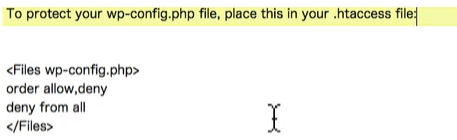 To protect your wp-config.php file, place this in your .htaccess file:
<Files wp-config.php>
order allow,deny
deny from all
</Files>